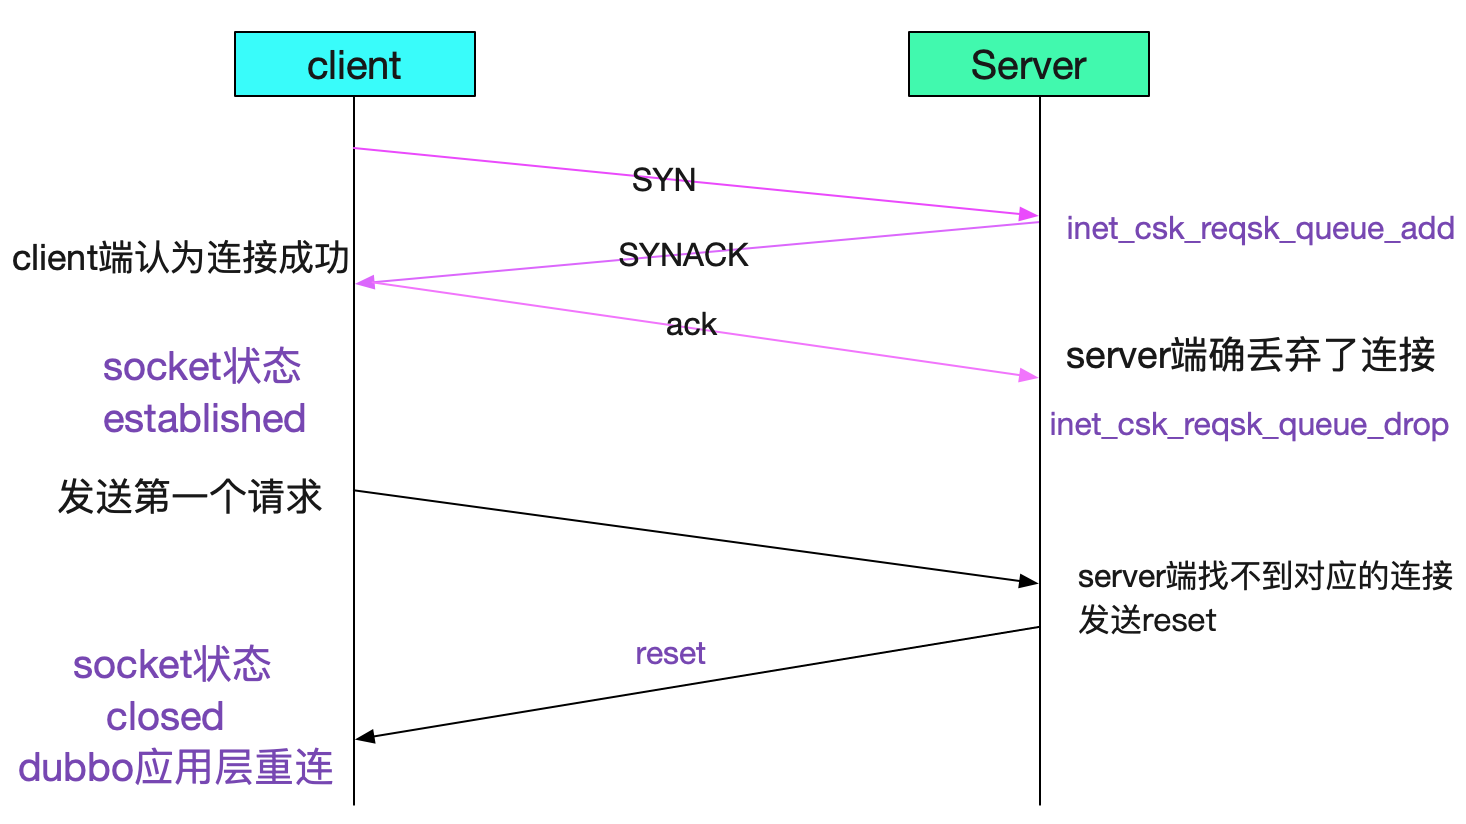 client
Server
SYN
inet_csk_reqsk_queue_add
client端认为连接成功
SYNACK
ack
server端确丢弃了连接
socket状态
established
inet_csk_reqsk_queue_drop
发送第一个请求
server端找不到对应的连接
发送reset
reset
socket状态
closed
dubbo应用层重连